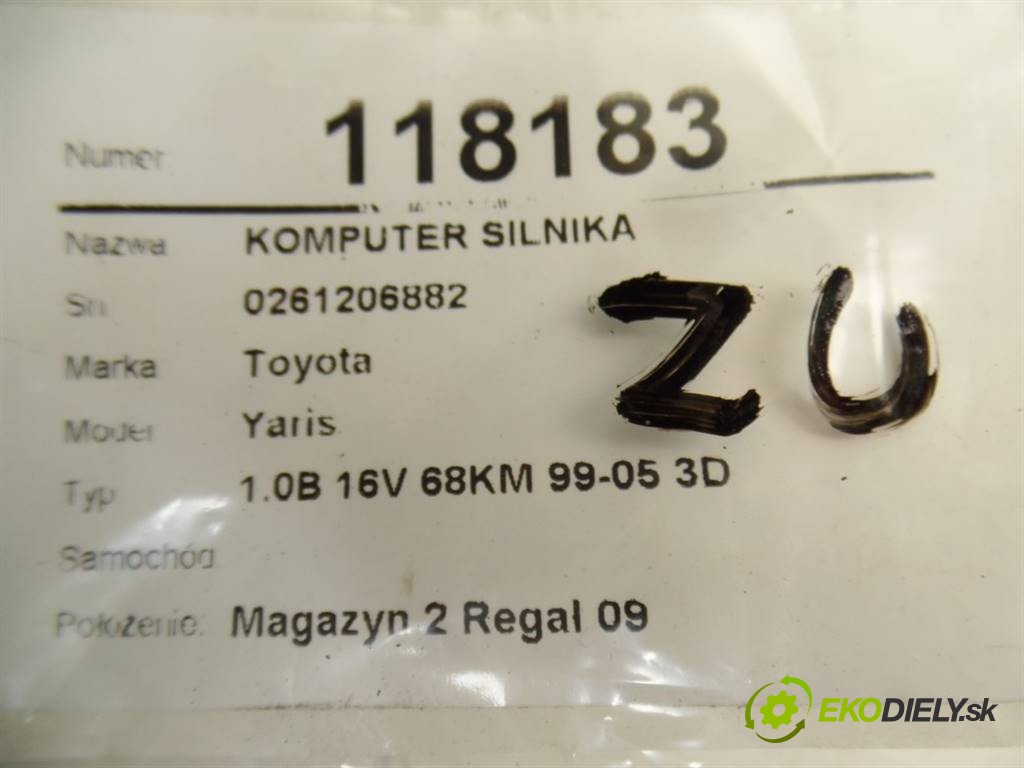 Numer 118183
Nazwa KOMPUTER SILNIKA
Sn. 0261206882
Marka Toyota
Model Yaris
Typ 1.0B 16V 68KM 99-05 3D
Samochód
Położenie: Magazyn 2 Regał 09
ZU
EKODIELY.sk